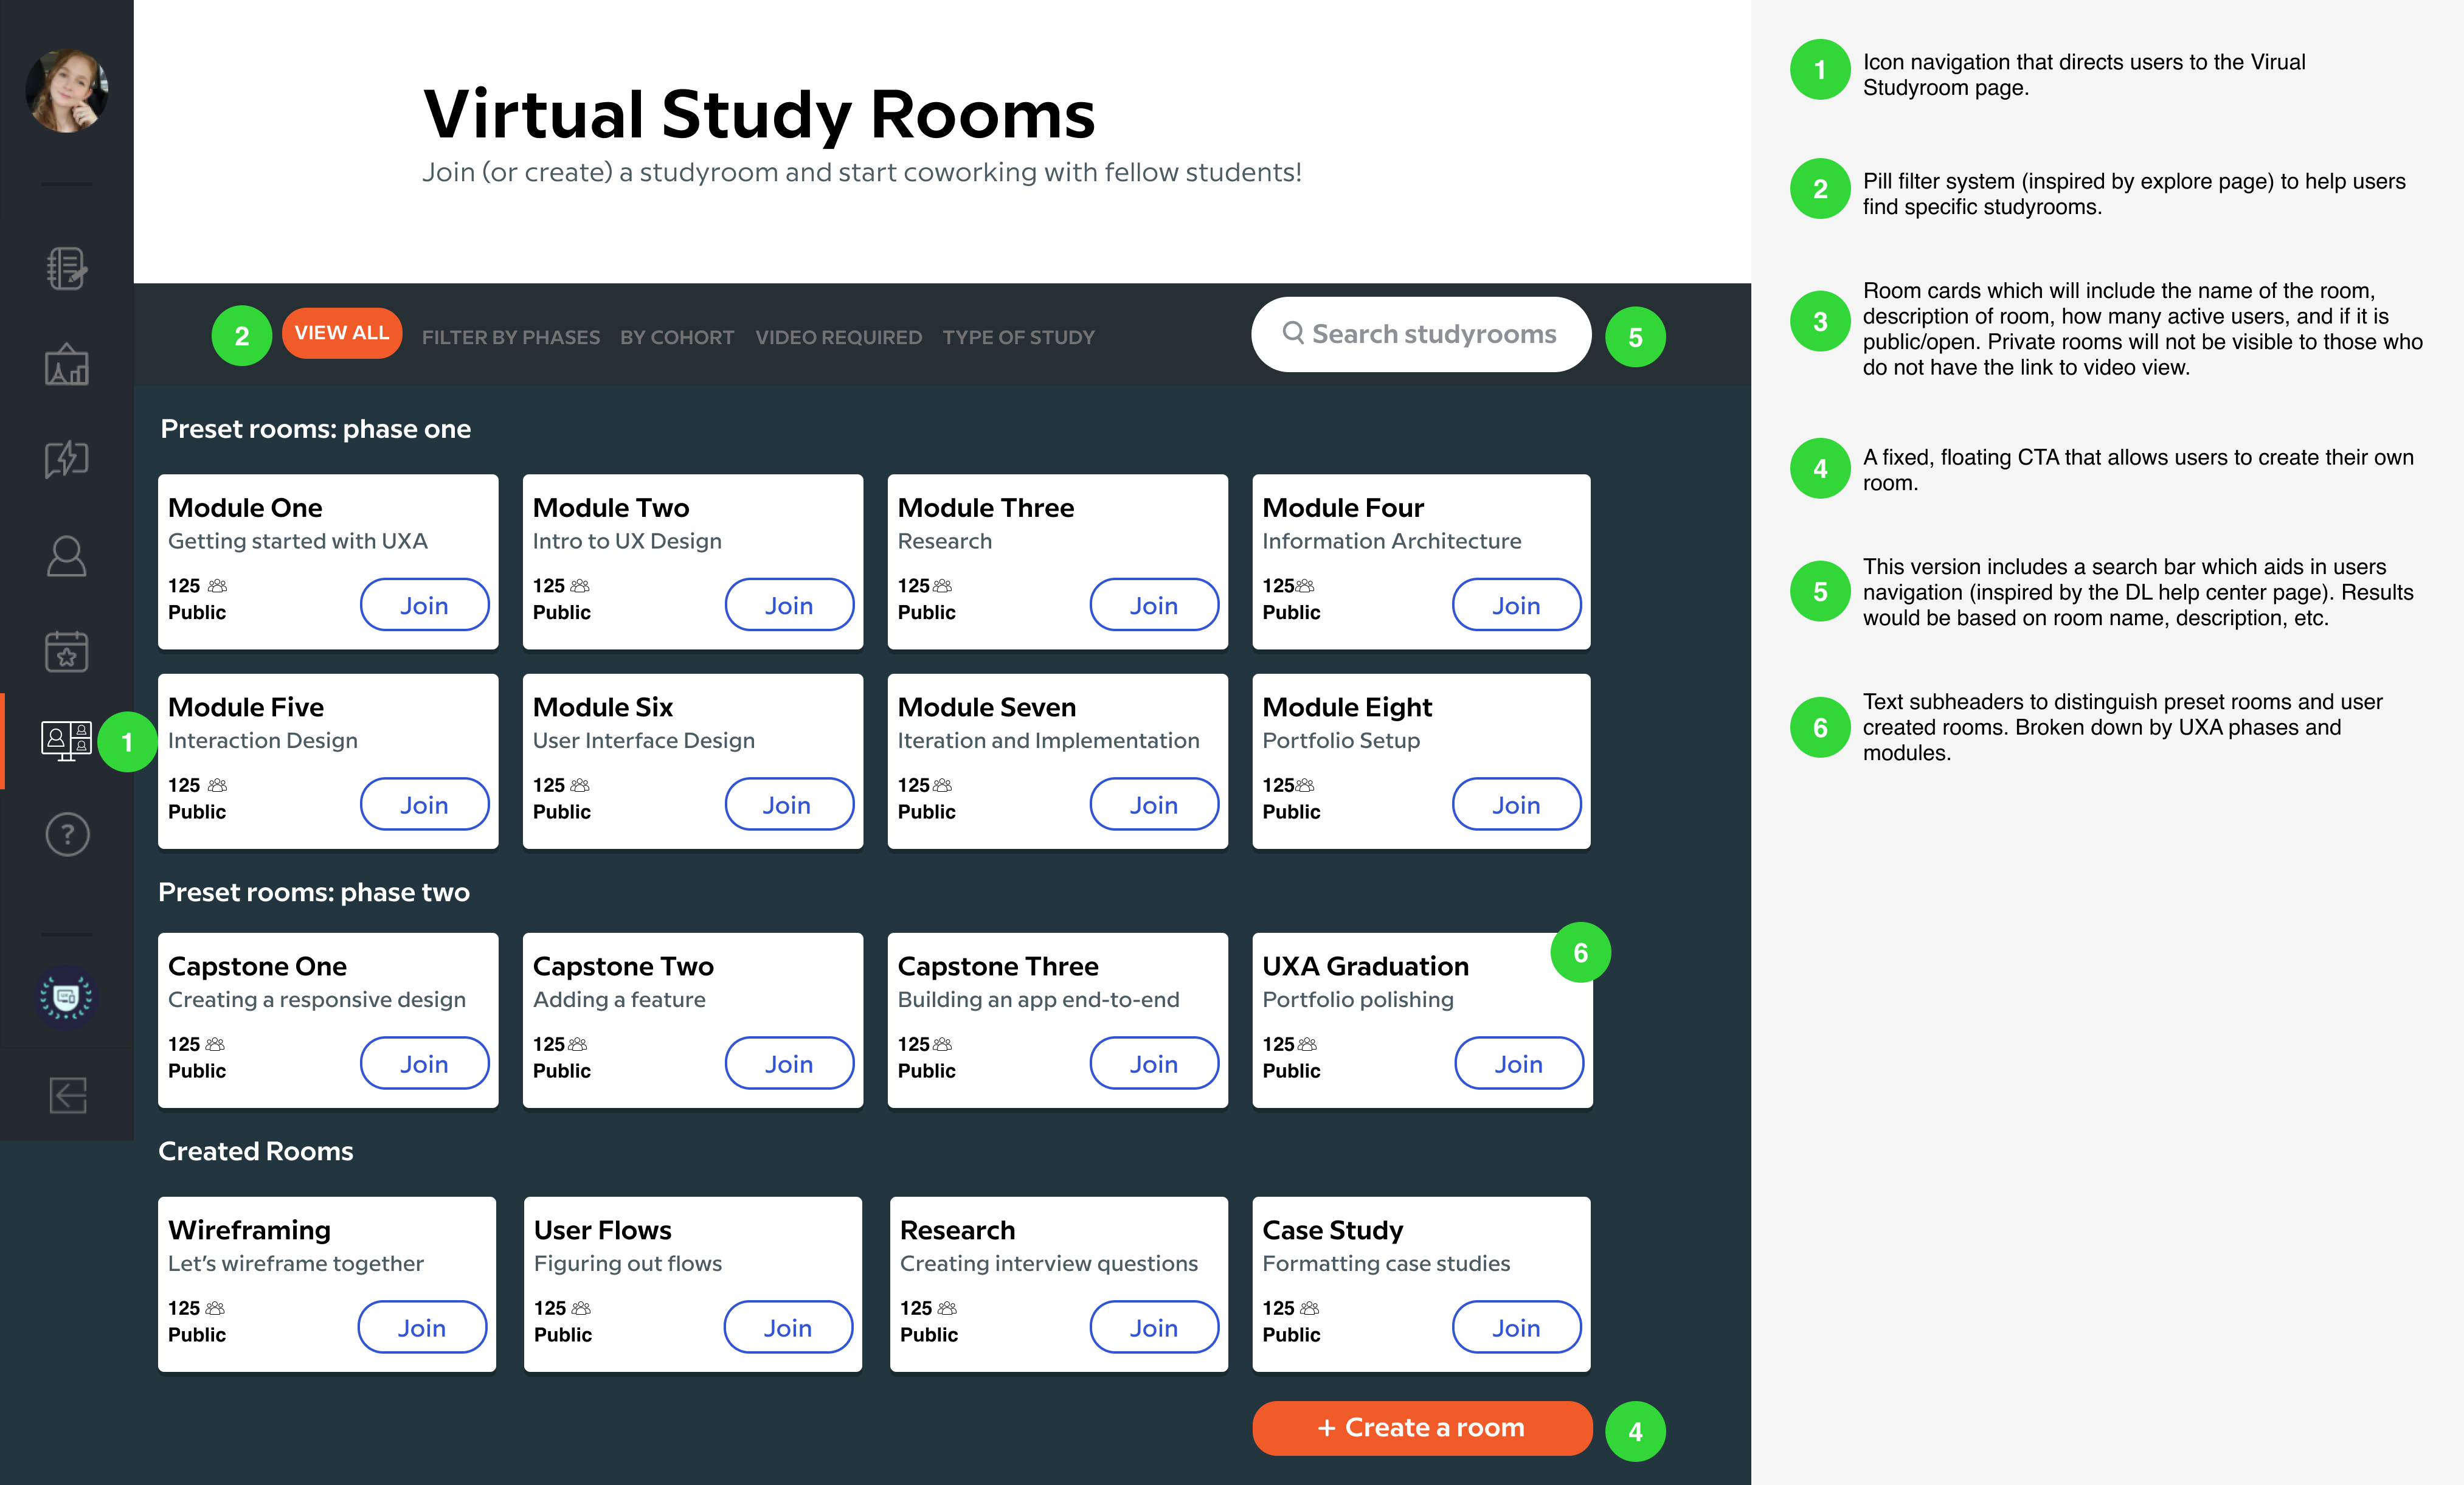 Virtual Study Rooms
Join (or create) a studyroom and start coworking with fellow students!
2
VIEW ALL
FILTER BY PHASES
BY COHORT
VIDEO REQUIRED
TYPE OF STUDY
Search studyrooms
5
Preset rooms: phase one
Module One
Getting started with UXA
125
Public
Join
Module Two
Intro to UX Design
125
Public
Join
Module Three
Research
125
Public
Join
Module Four
Information Architecture
125
Public
Join
1
Module Five
Interaction Design
125
Public
Join
Module Six
User Interface Design
125
Public
Join
Module Seven
Iteration and Implementation
125
Public
Join
Module Eight
Portfolio Setup
125
Public
Join
?
Preset rooms: phase two
6
Capstone One
Creating a responsive design
125
Public
Join
Capstone Two
Adding a feature
125
Public
Join
Capstone Three
Building an app end-to-end
125
Public
Join
UXA Graduation
Portfolio polishing
125
Public
Join
Created Rooms
Wireframing
Let's wireframe together
125
Public
Join
User Flows
Figuring out flows
125
Public
Join
Research
Creating interview questions
125
Public
Join
Case Study
Formatting case studies
125
Public
Join
+ Create a room
4
1
Icon navigation that directs users to the Virual
Studyroom page.
2
Pill filter system (inspired by explore page) to help users
find specific studyrooms.
3
Room cards which will include the name of the room,
description of room, how many active users, and if it is
public/open. Private rooms will not be visible to those who
do not have the link to video view.
4
A fixed, floating CTA that allows users to create their own
room.
5
This version includes a search bar which aids in users
navigation (inspired by the DL help center page). Results
would be based on room name, description, etc.
6
Text subheaders to distinguish preset rooms and user
created rooms. Broken down by UXA phases and
modules.